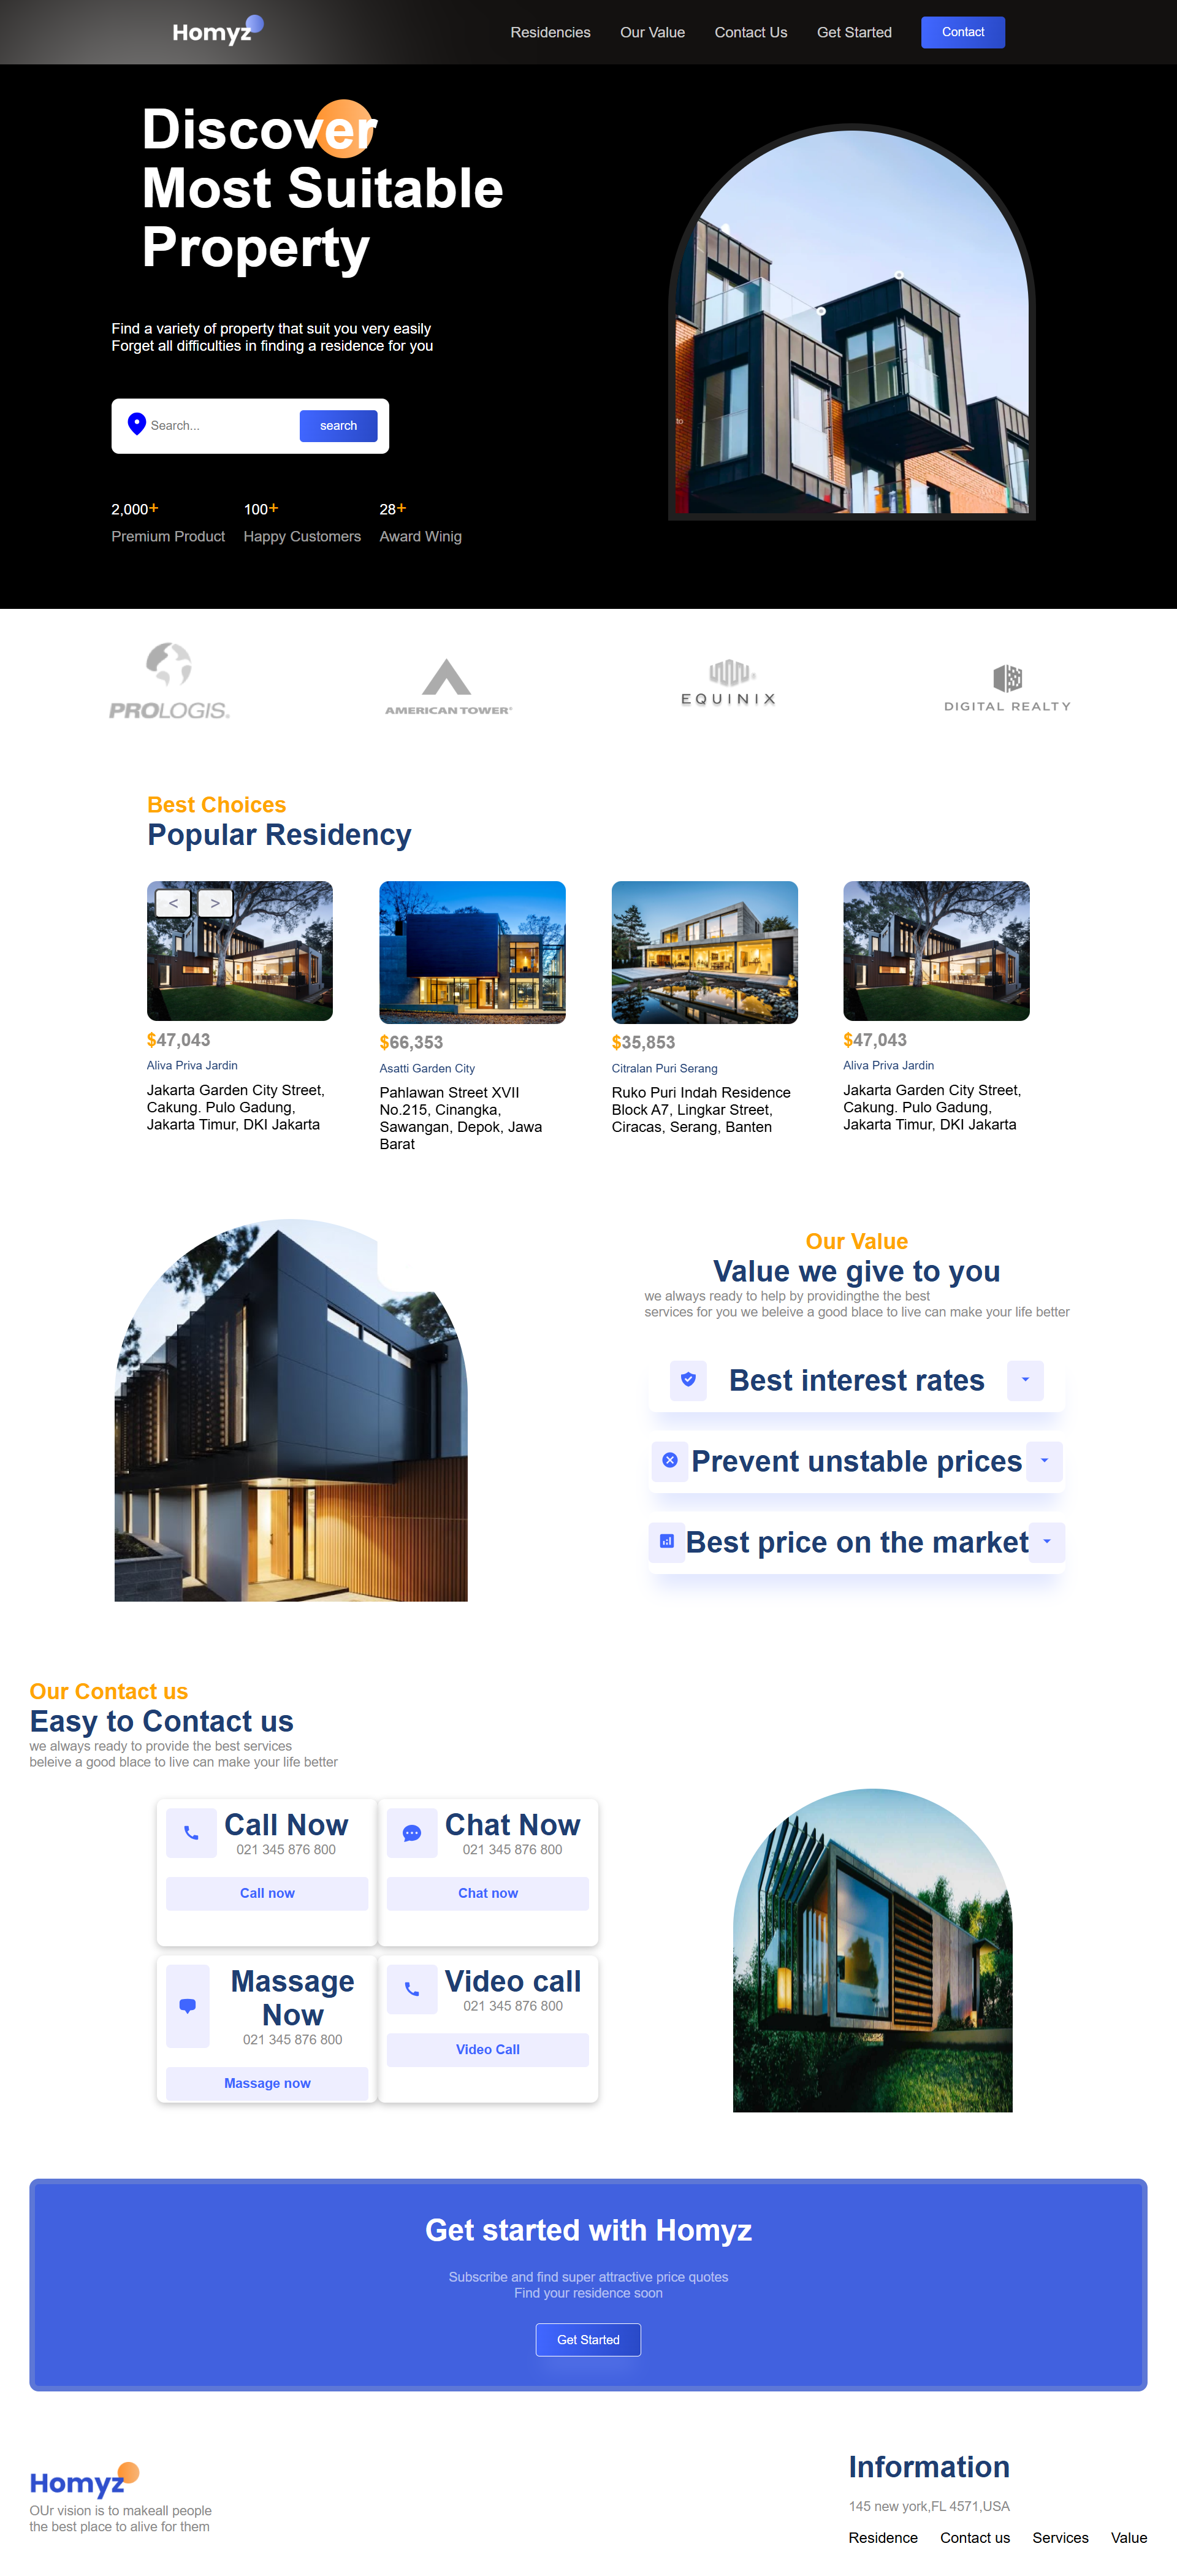 Homyz
Residencies
Our Value
Contact Us
Get Started
Contact
Discover
Most Suitable
Property
Find a variety of property that suit you very easily
Forget all difficulties in finding a residence for you
Search...
search
to
2,000+
Premium Product
100+
Happy Customers
28+
Award Winig
PROLOGIS.
AMERICAN TOWER
EQUINIX
DIGITAL REALTY
Best Choices
Popular Residency
<
>
$47,043
Aliva Priva Jardin
Jakarta Garden City Street,
Cakung. Pulo Gadung,
Jakarta Timur, DKI Jakarta
$66,353
Asatti Garden City
Pahlawan Street XVII
No.215, Cinangka,
Sawangan, Depok, Jawa
Barat
$35,853
Citralan Puri Serang
Ruko Puri Indah Residence
Block A7, Lingkar Street,
Ciracas, Serang, Banten
$47,043
Aliva Priva Jardin
Jakarta Garden City Street,
Cakung. Pulo Gadung,
Jakarta Timur, DKI Jakarta
Our Value
Value we give to you
we always ready to help by providingthe the best
services for you we beleive a good blace to live can make your life better
Best interest rates
Prevent unstable prices
Best price on the market
Our Contact us
Easy to Contact us
we always ready to provide the best services
beleive a good blace to live can make your life better
Call Now
021 345 876 800
Call now
Chat Now
021 345 876 800
Chat now
Massage
Now
021 345 876 800
Massage now
Video call
021 345 876 800
Video Call
Get started with Homyz
Subscribe and find super attractive price quotes
Find your residence soon
Get Started
Homyz
OUr vision is to makeall people
the best place to alive for them
Information
145 new york,FL 4571,USA
Residence
Contact us
Services
Value